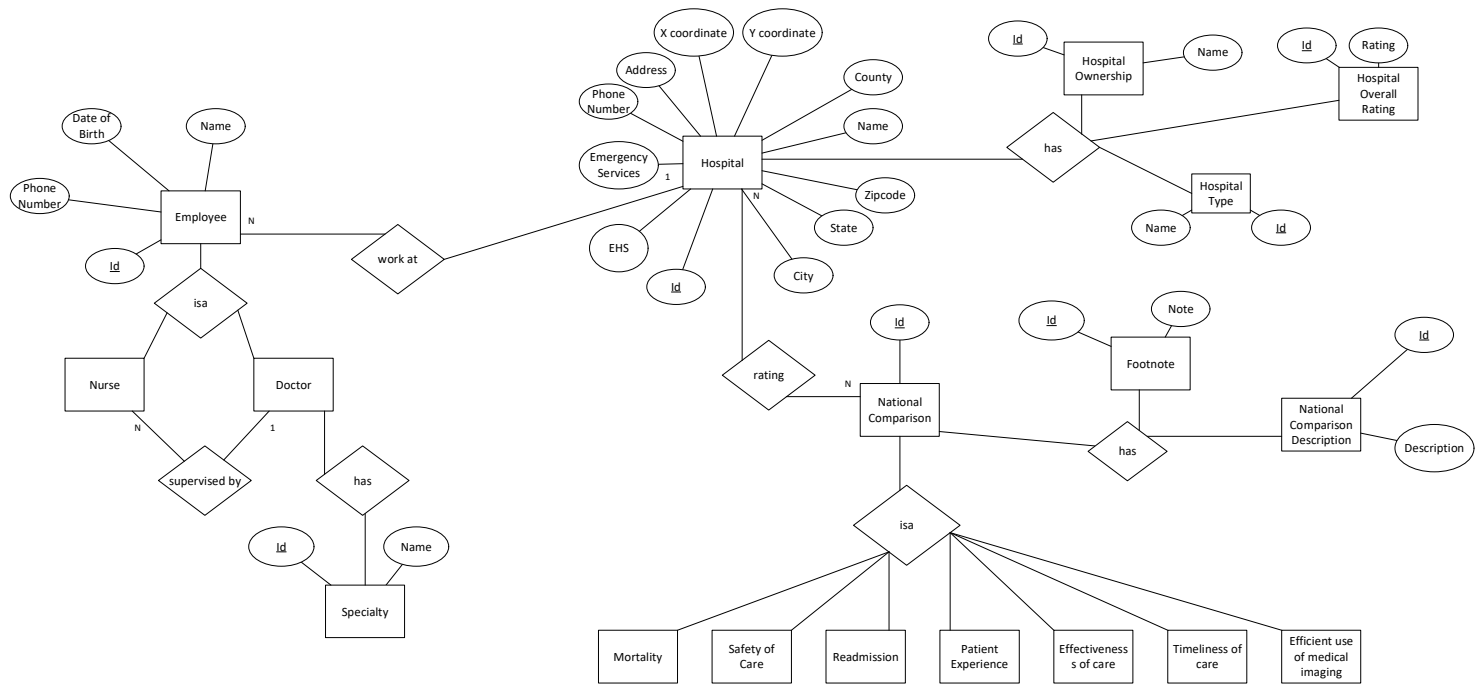 X coordinate
Y coordinate
Id
Hospital
Ownership
Name
Id
Rating
Hospital
Overall
Rating
Address
County
Phone
Number
Name
Date of
Birth
Name
Emergency
Services
1
Hospital
N
has
Phone
Number
Employee
N
Zipcode
Hospital
Type
Name
Id
State
EHS
work at
Id
City
Id
isa
Id
Id
Note
Id
Nurse
Doctor
rating
N
National
Comparison
Footnote
National
Comparison
Description
Description
N
1
supervised by
has
has
isa
Id
Name
Specialty
Mortality
Safety of
Care
Readmission
Patient
Experience
Effectivenes
s of care
Timeliness of
care
Efficient use
of medical
imaging